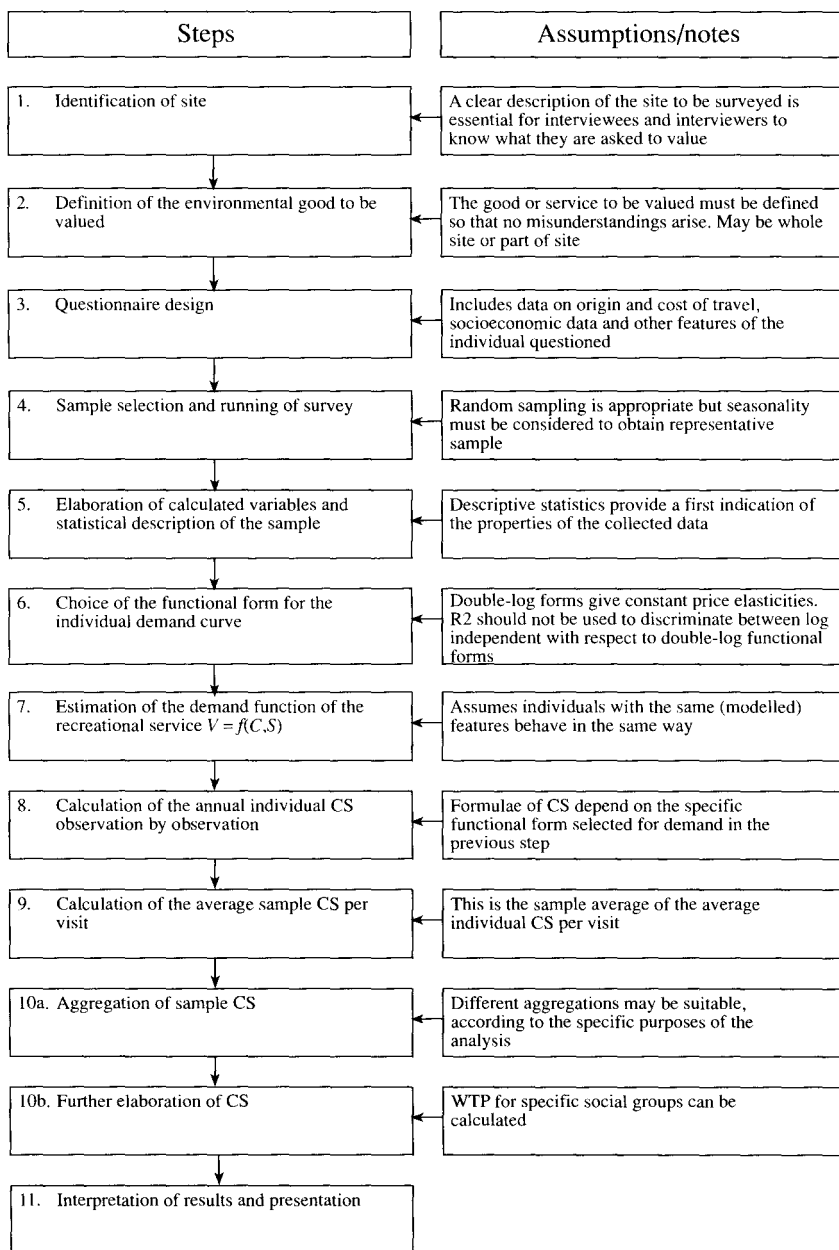 Steps
Assumptions/notes
1. Identification of site
A clear description of the site to be surveyed is
essential for interviewees and interviewers to
know what they are asked to value
2. Definition of the environmental good to be
valued
The good or service to be valued must be defined
so that no misunderstandings arise. May be whole
site or part of site
3. Questionnaire design
Includes data on origin and cost of travel,
socioeconomic data and other features of the
individual questioned
4. Sample selection and running of survey
Random sampling is appropriate but seasonality
must be considered to obtain representative
sample
5. Elaboration of calculated variables and
statistical description of the sample
Descriptive statistics provide a first indication of
the properties of the collected data
6. Choice of the functional form for the
individual demand curve
Double-log forms give constant price elasticities.
R2 should not be used to discriminate between log
independent with respect to double-log functional
forms
7. Estimation of the demand function of the
recreational service V = f(C,S)
Assumes individuals with the same (modelled)
features behave in the same way
8. Calculation of the annual individual CS
observation by observation
Formulae of CS depend on the specific
functional form selected for demand in the
previous step
9. Calculation of the average sample CS per
visit
This is the sample average of the average
individual CS per visit
10a. Aggregation of sample CS
Different aggregations may be suitable,
according to the specific purposes of the
analysis
10b. Further elaboration of CS
WTP for specific social groups can be
calculated
11. Interpretation of results and presentation